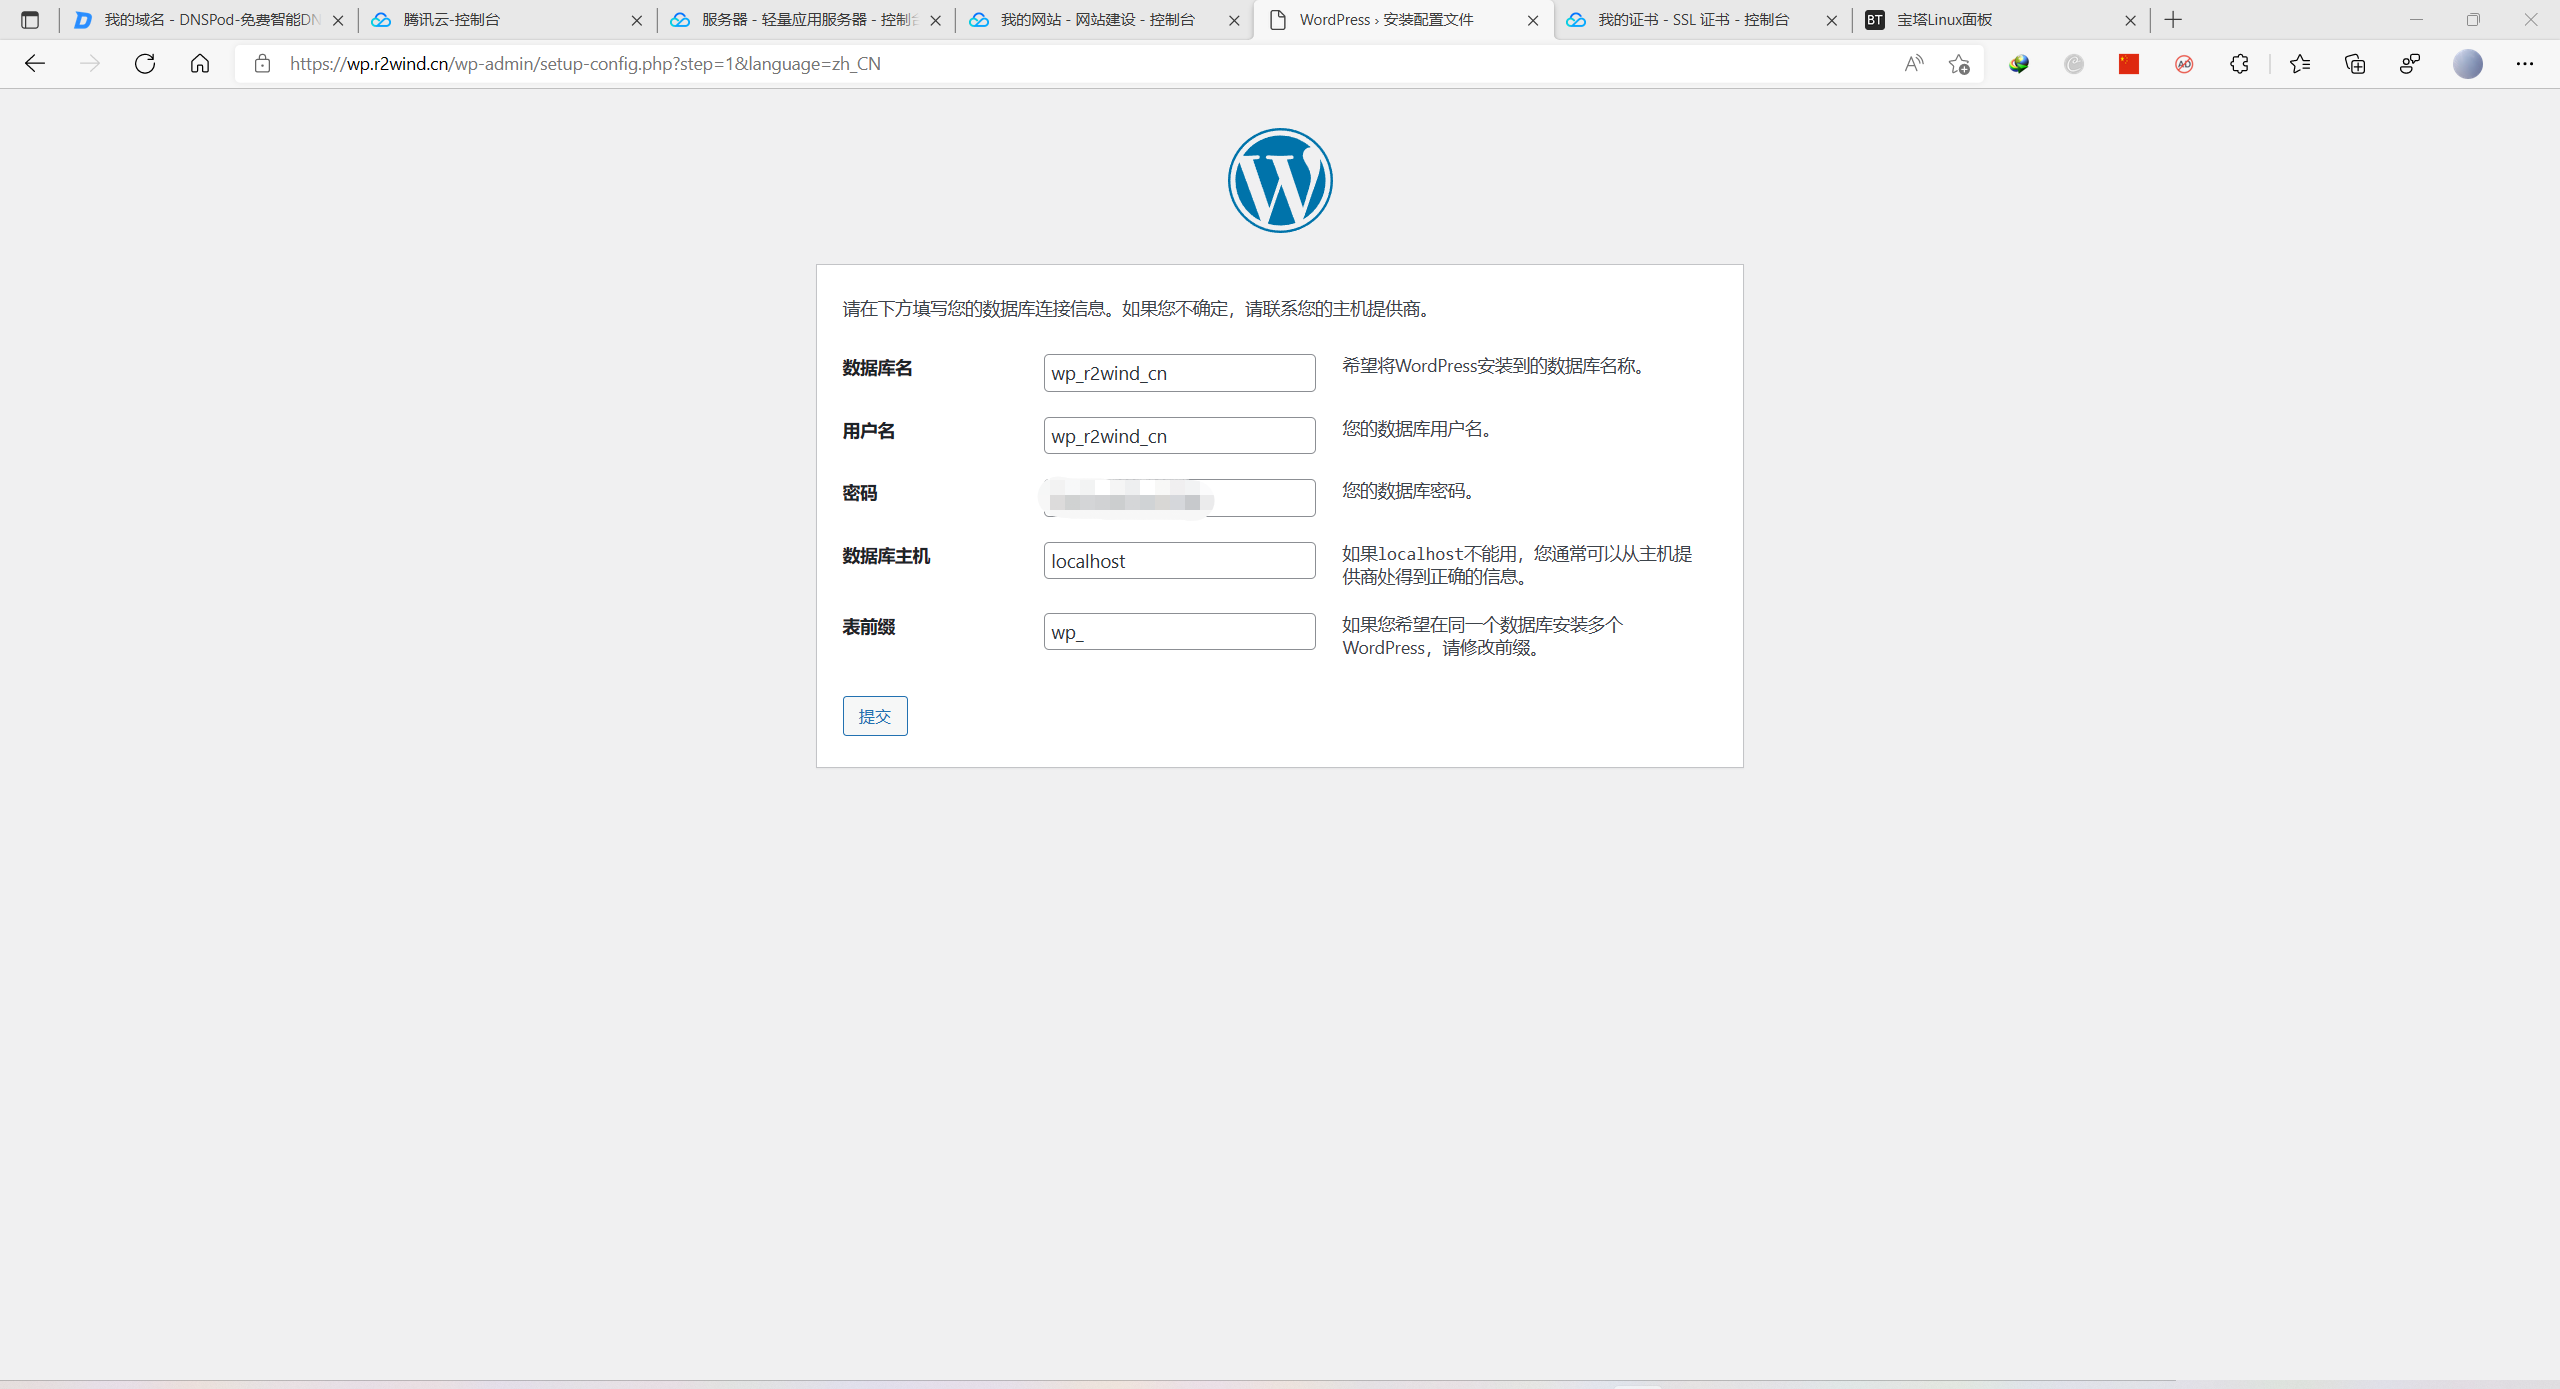 我的域名 - DNSPod-免费智能DN
腾讯云-控制台
服务器 - 轻量应用服务器 - 控制台
我的网站 - 网站建设 - 控制台
WordPress › 安装配置文件
我的证书 - SSL 证书 - 控制台
BT 宝塔Linux面板
https://wp.r2wind.cn/wp-admin/setup-config.php?step=1&language=zh_CN
请在下方填写您的数据库连接信息。如果您不确定，请联系您的主机提供商。
数据库名 wp_r2wind_cn 希望将WordPress安装到的数据库名称。
用户名 wp_r2wind_cn 您的数据库用户名。
密码 您的数据库密码。
数据库主机 localhost 如果localhost不能用，您通常可以从主机提
供商处得到正确的信息。
表前缀 wp_ 如果您希望在同一个数据库安装多个
WordPress，请修改前缀。
提交